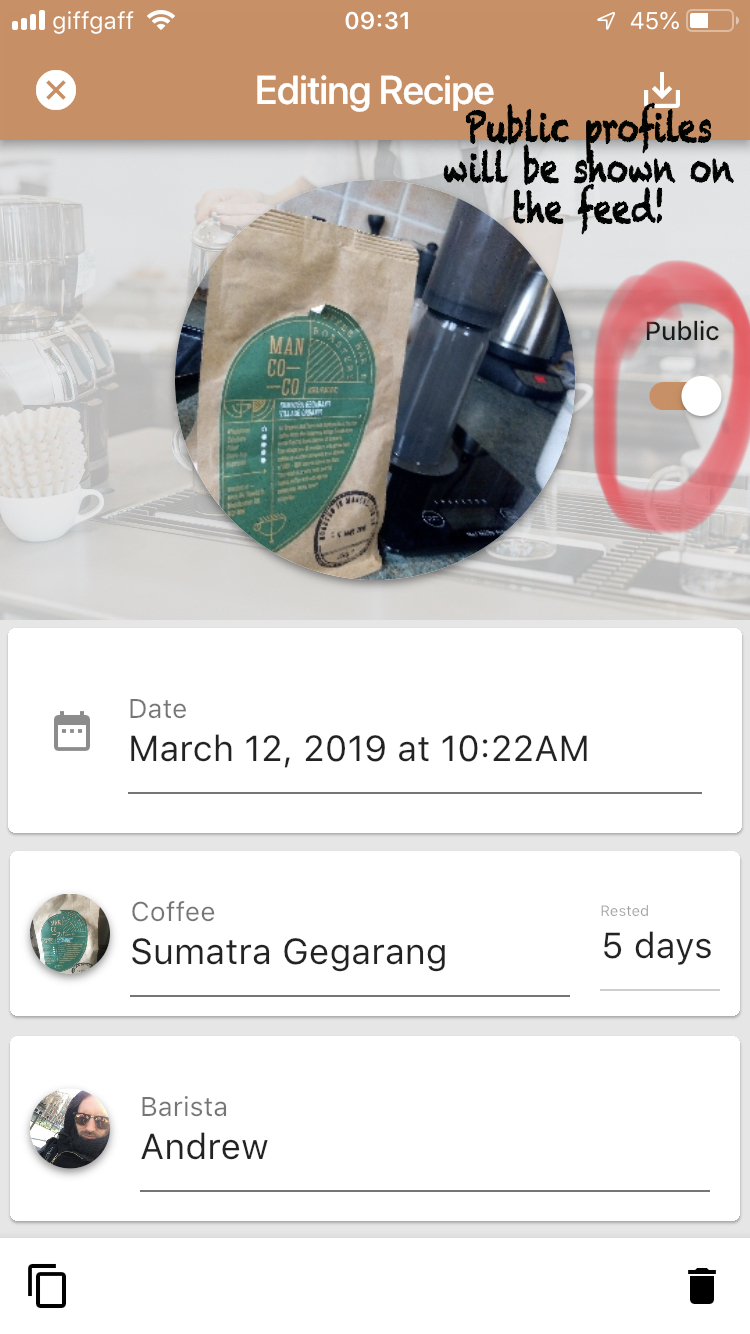 giffgaff
09:31
45%
Editing Recipe
Public profiles
will be shown on
the feed!
Public
MAN
CO—
—CO
Date
March 12, 2019 at 10:22AM
Coffee
Rested
Sumatra Gegarang
5 days
Barista
Andrew